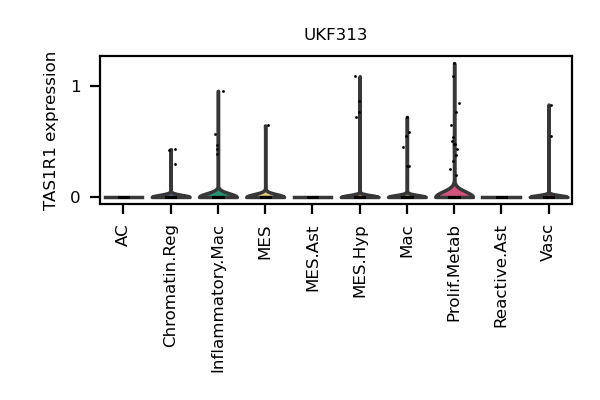 UKF313
TAS1R1 expression
1
0
AC
Chromatin.Reg
Inflammatory.Mac
MES
MES.Ast
MES.Hyp
Mac
Prolif.Metab
Reactive.Ast
Vasc